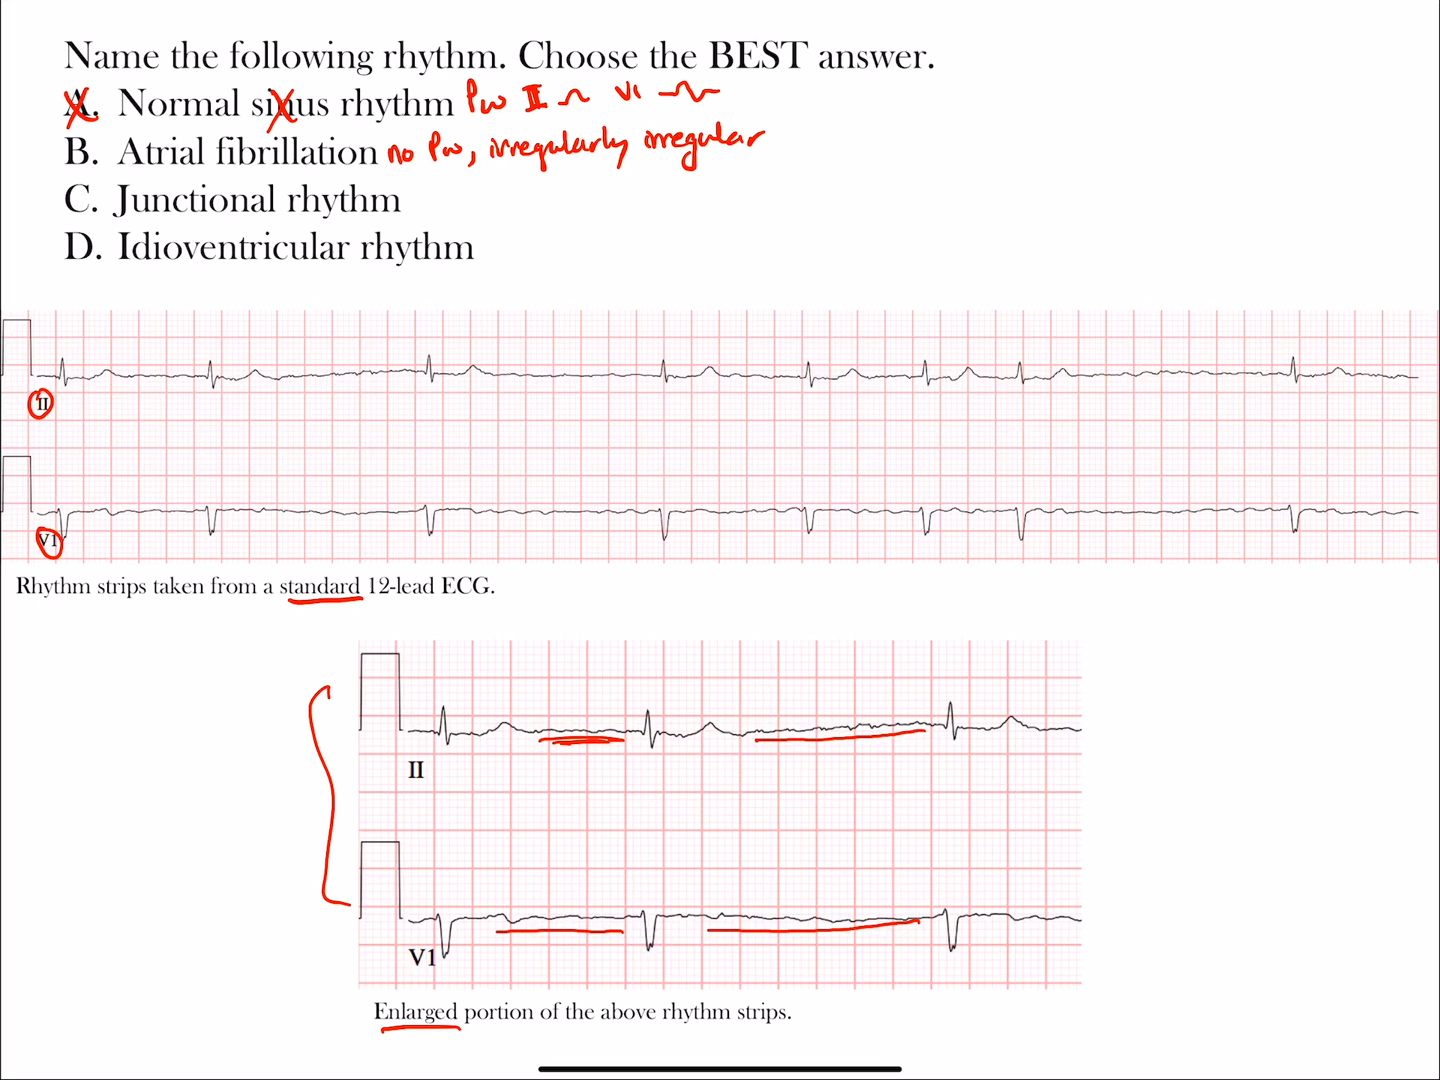 Name the following rhythm. Choose the BEST answer.
A. Normal sinus rhythm Pw II V1
B. Atrial fibrillation no Pw, irregularly irregular
C. Junctional rhythm
D. Idioventricular rhythm
II
V1
Rhythm strips taken from a standard 12-lead ECG.
II
V1
Enlarged portion of the above rhythm strips.